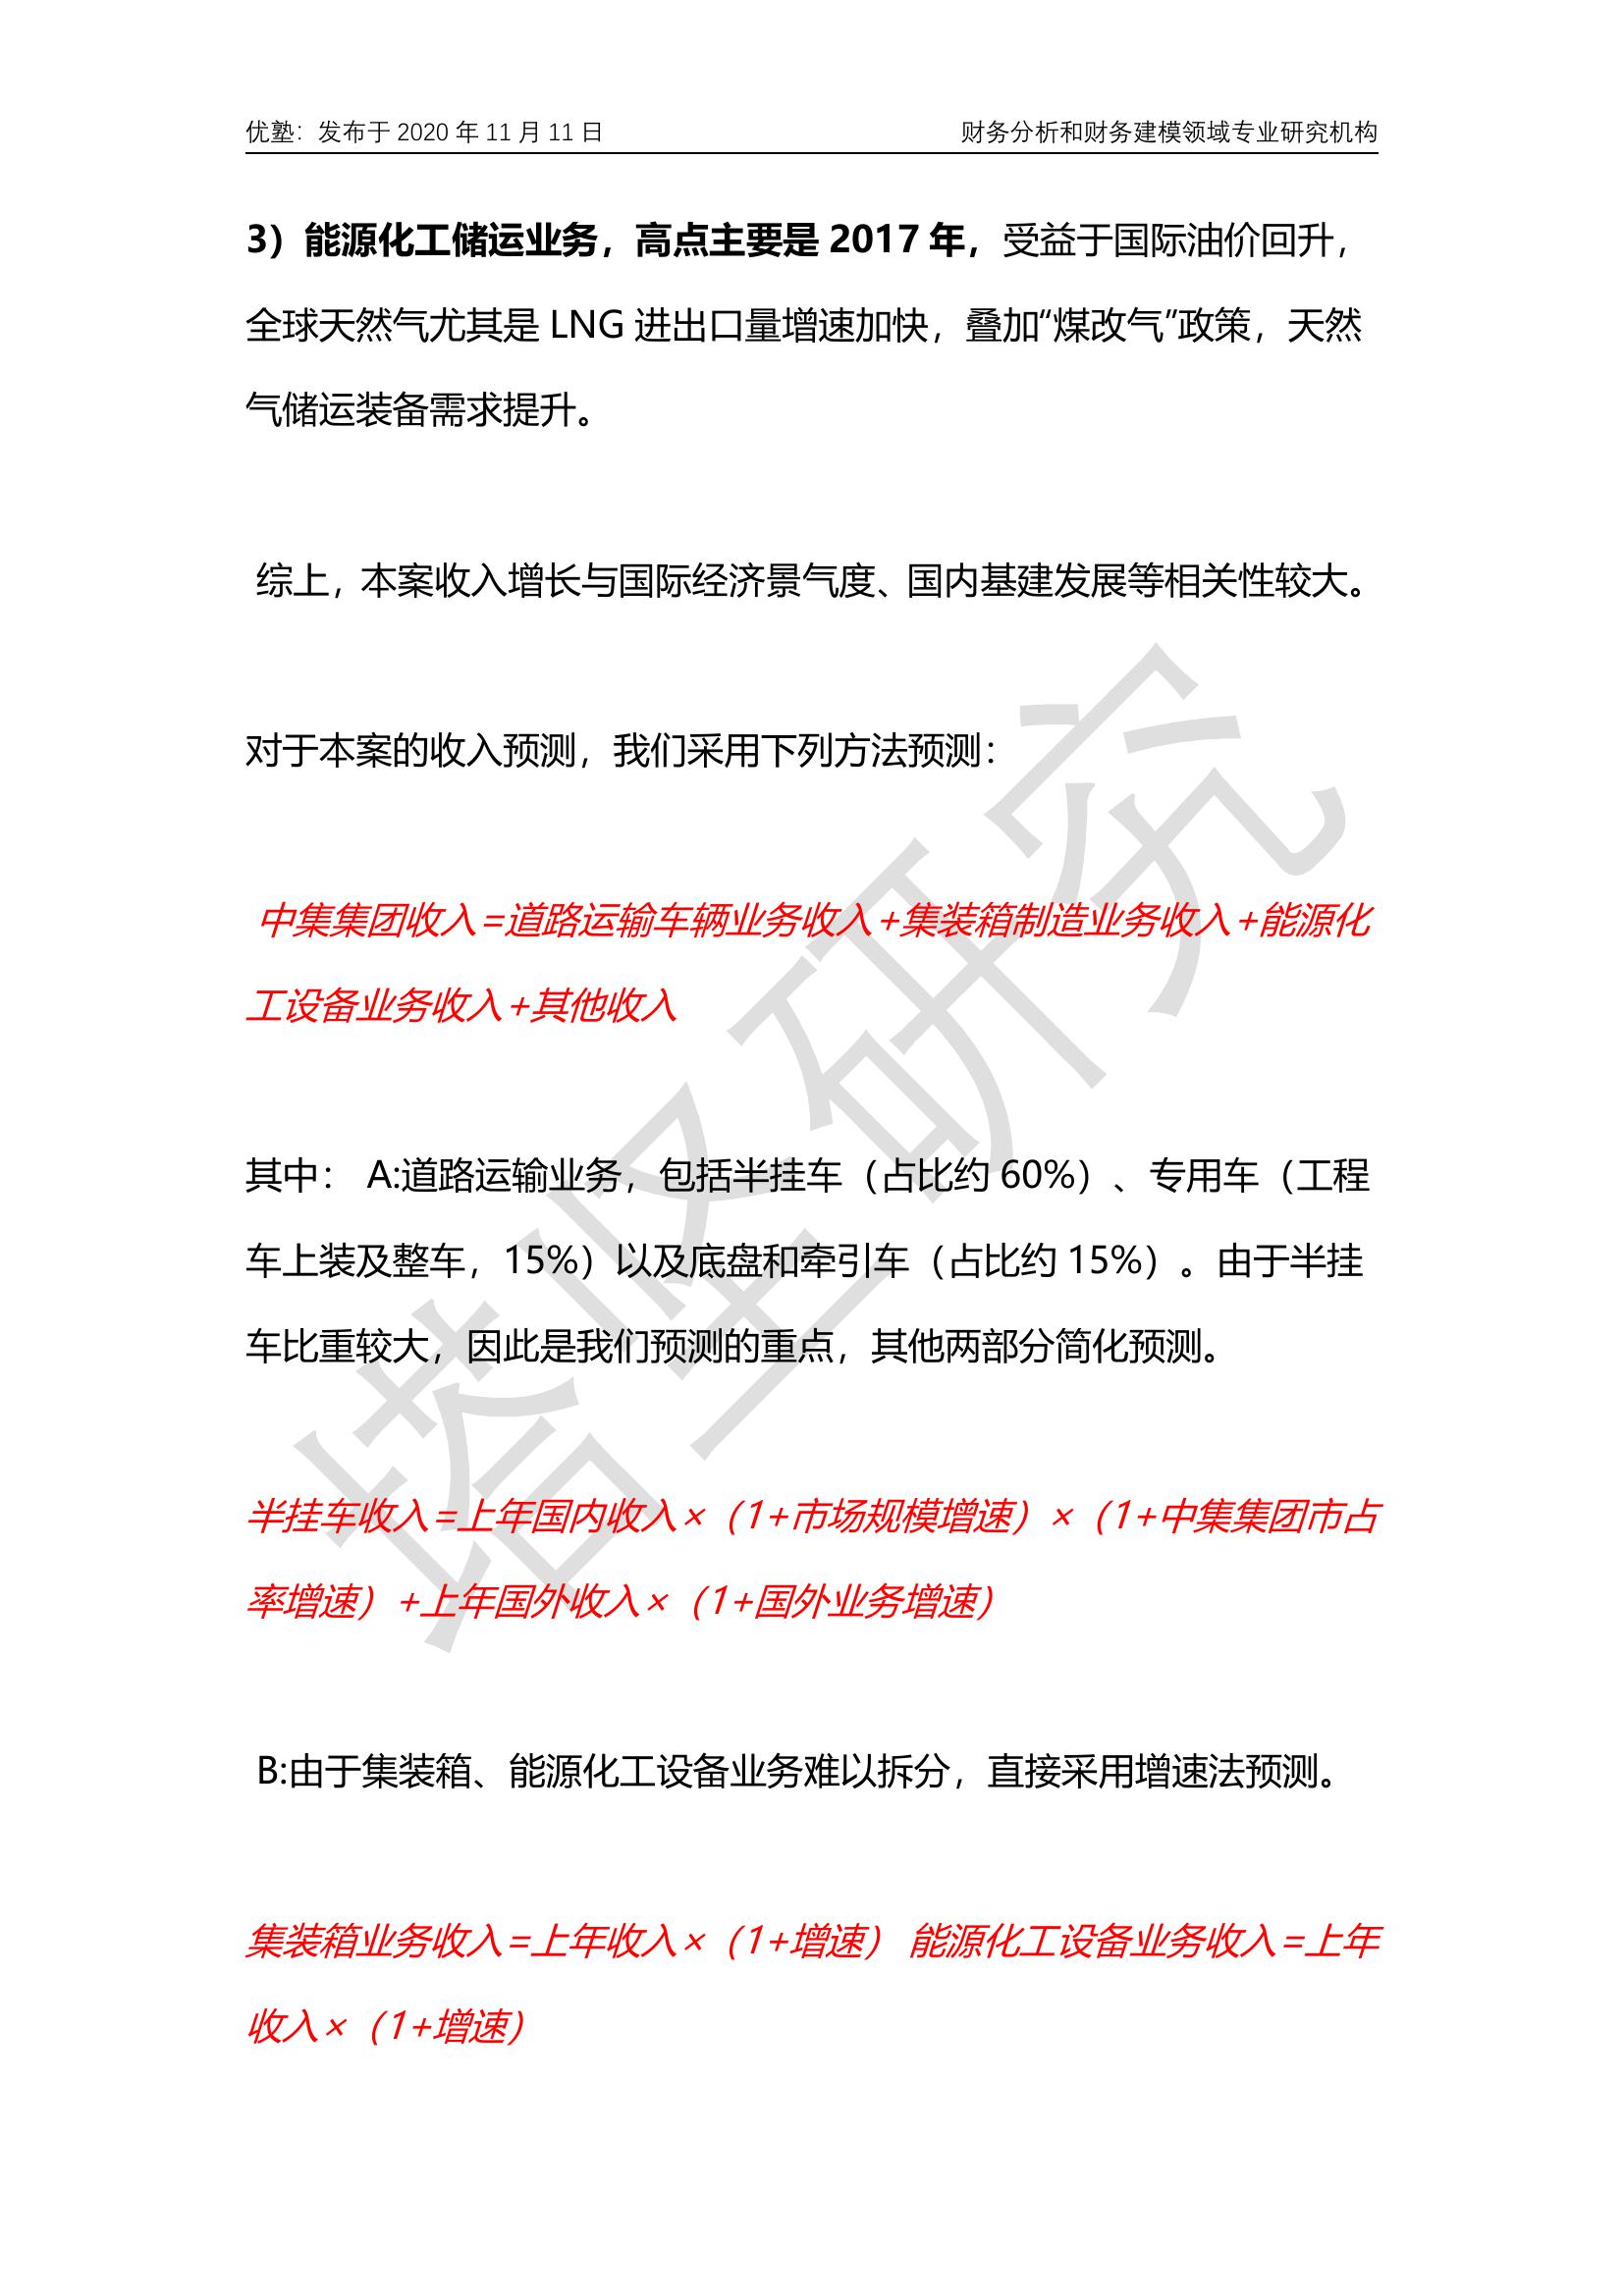 优塾：发布于 2020 年 11 月 11 日 财务分析和财务建模领域专业研究机构
3）能源化工储运业务，高点主要是 2017 年，受益于国际油价回升，
全球天然气尤其是 LNG 进出口量增速加快，叠加“煤改气”政策，天然
气储运装备需求提升。
综上，本案收入增长与国际经济景气度、国内基建发展等相关性较大。
对于本案的收入预测，我们采用下列方法预测：
中集集团收入=道路运输车辆业务收入+集装箱制造业务收入+能源化
工设备业务收入+其他收入
其中： A:道路运输业务，包括半挂车（占比约 60%）、专用车（工程
车上装及整车，15%）以及底盘和牵引车（占比约 15%）。由于半挂
车比重较大，因此是我们预测的重点，其他两部分简化预测。
半挂车收入=上年国内收入×（1+市场规模增速）×（1+中集集团市占
率增速）+上年国外收入×（1+国外业务增速）
B:由于集装箱、能源化工设备业务难以拆分，直接采用增速法预测。
集装箱业务收入=上年收入×（1+增速） 能源化工设备业务收入=上年
收入×（1+增速）
塔坚研究